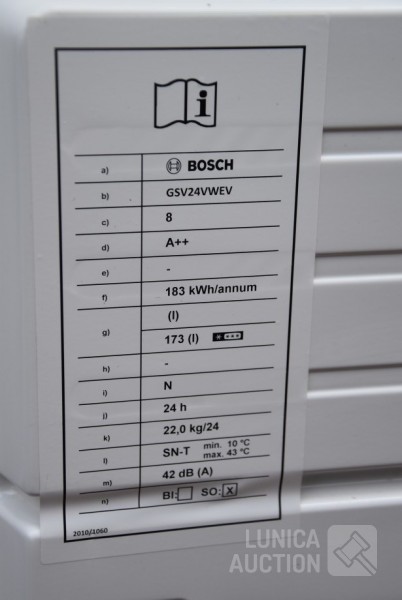 i
a) BOSCH
b) GSV24VWEV
c) 8
d) A++
e) -
f) 183 kWh/annum
g) (l)
173 (l)
h) -
i) N
j) 24 h
k) 22,0 kg/24
l) SN-T min. 10 °C
max. 43 °C
m) 42 dB (A)
n) BI: SO: X
2010/1060
LUNICA
AUCTION